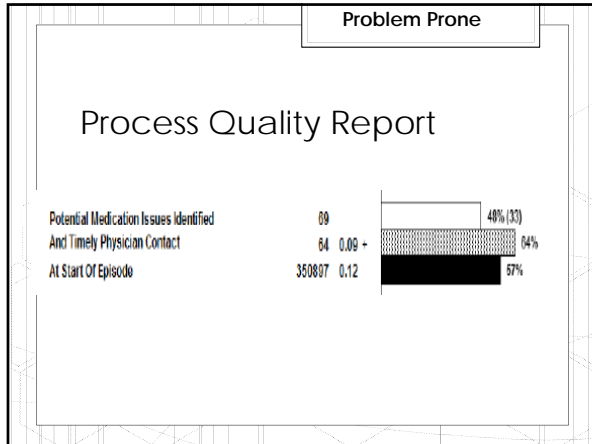 Problem Prone
Process Quality Report
Potential Medication Issues Identified 69 48% (33)
And Timely Physician Contact 64 0.09 + 64%
At Start Of Episode 350897 0.12 57%